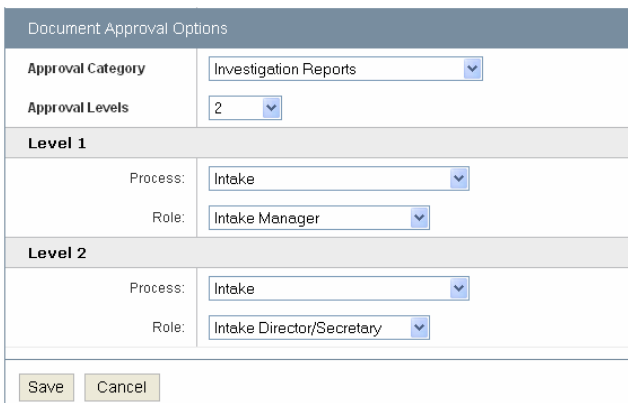 Document Approval Options
Approval Category Investigation Reports
Approval Levels 2
Level 1
Process: Intake
Role: Intake Manager
Level 2
Process: Intake
Role: Intake Director/Secretary
Save Cancel